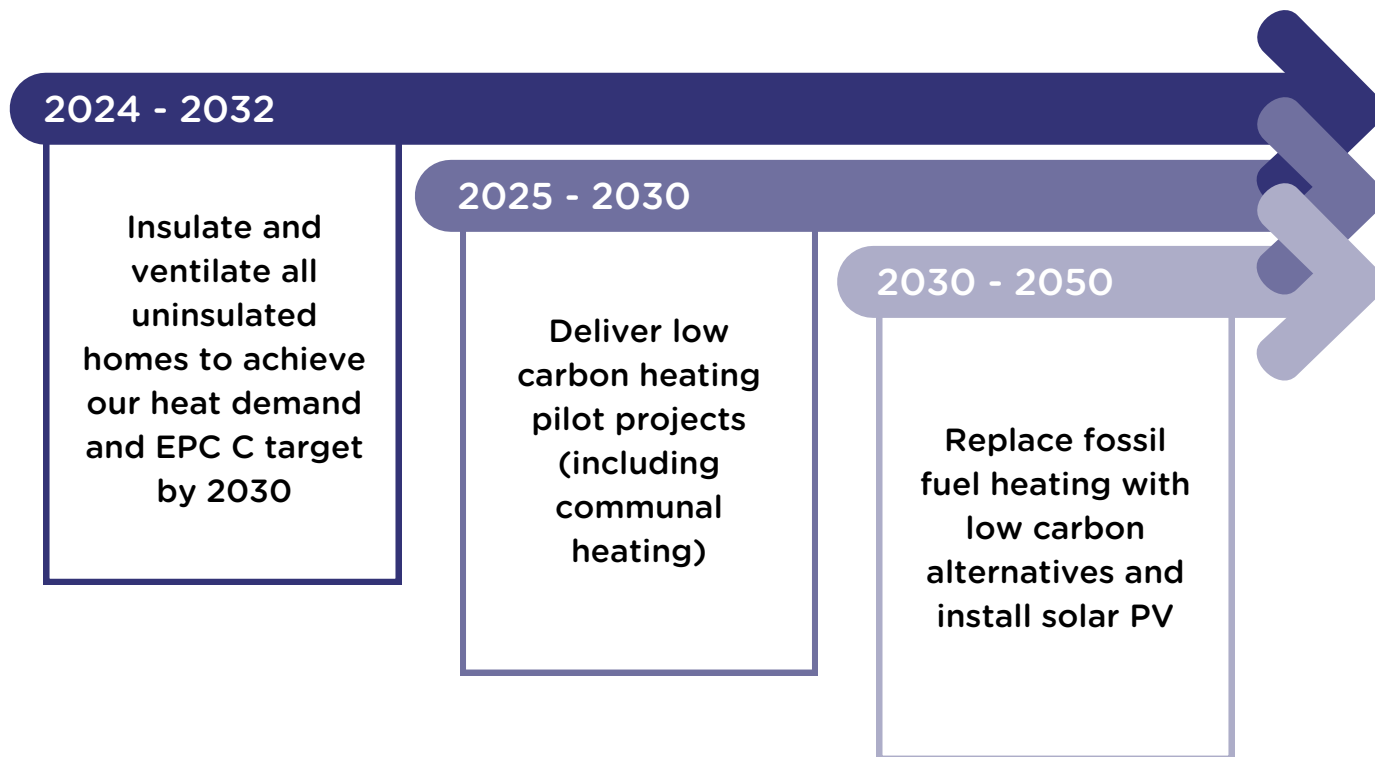 2024 - 2032
Insulate and
ventilate all
uninsulated
homes to achieve
our heat demand
and EPC C target
by 2030
2025 - 2030
Deliver low
carbon heating
pilot projects
(including
communal
heating)
2030 - 2050
Replace fossil
fuel heating with
low carbon
alternatives and
install solar PV